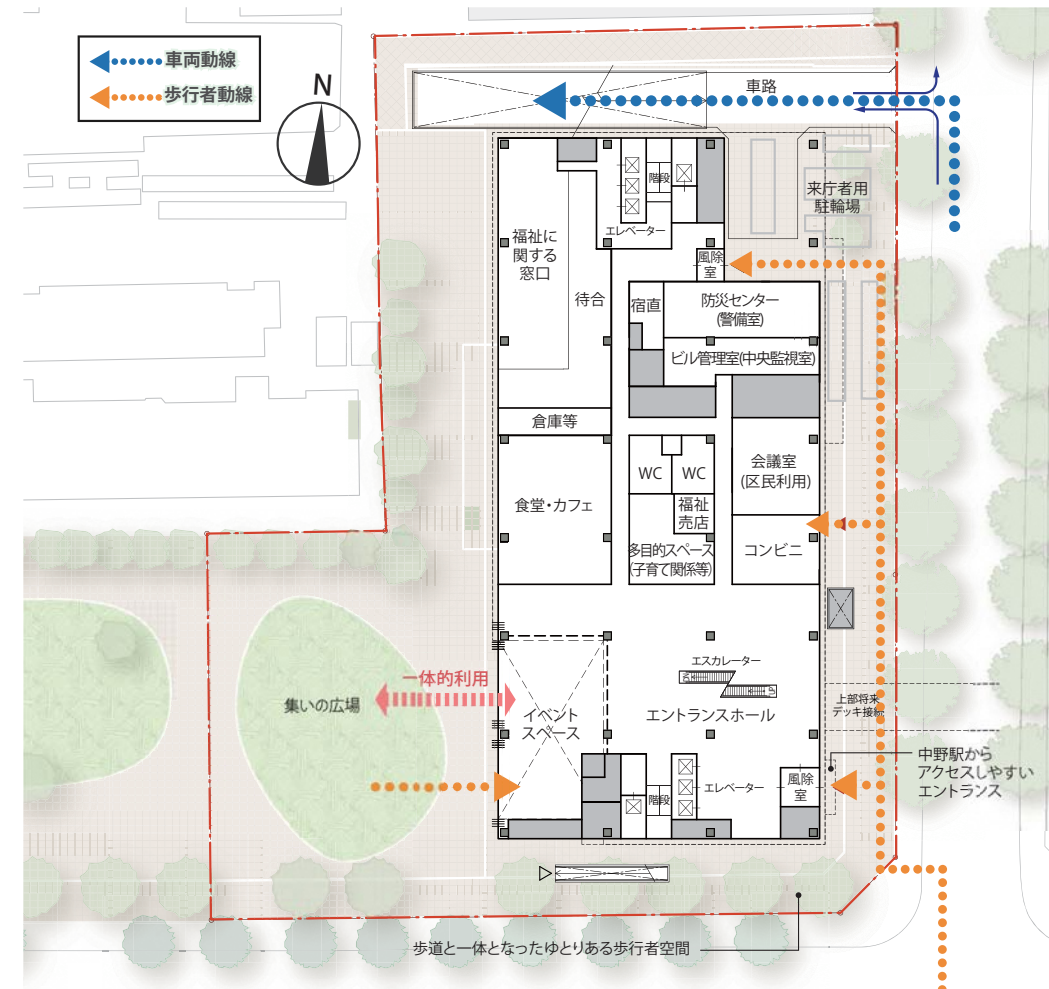 車両動線
歩行者動線
N
車路
来庁者用
駐輪場
階段
エレベーター
福祉に
関する
窓口
待合
風除
室
宿直
防災センター
(警備室)
ビル管理室(中央監視室)
倉庫等
食堂・カフェ
WC
WC
福祉
売店
会議室
(区民利用)
多目的スペース
(子育て関係等)
コンビニ
一体的利用
集いの広場
イベント
スペース
エスカレーター
DN
UP
エントランスホール
上部将来
デッキ接続
中野駅から
アクセスしやすい
エントランス
階段
エレベーター
風除
室
歩道と一体となったゆとりある歩行者空間